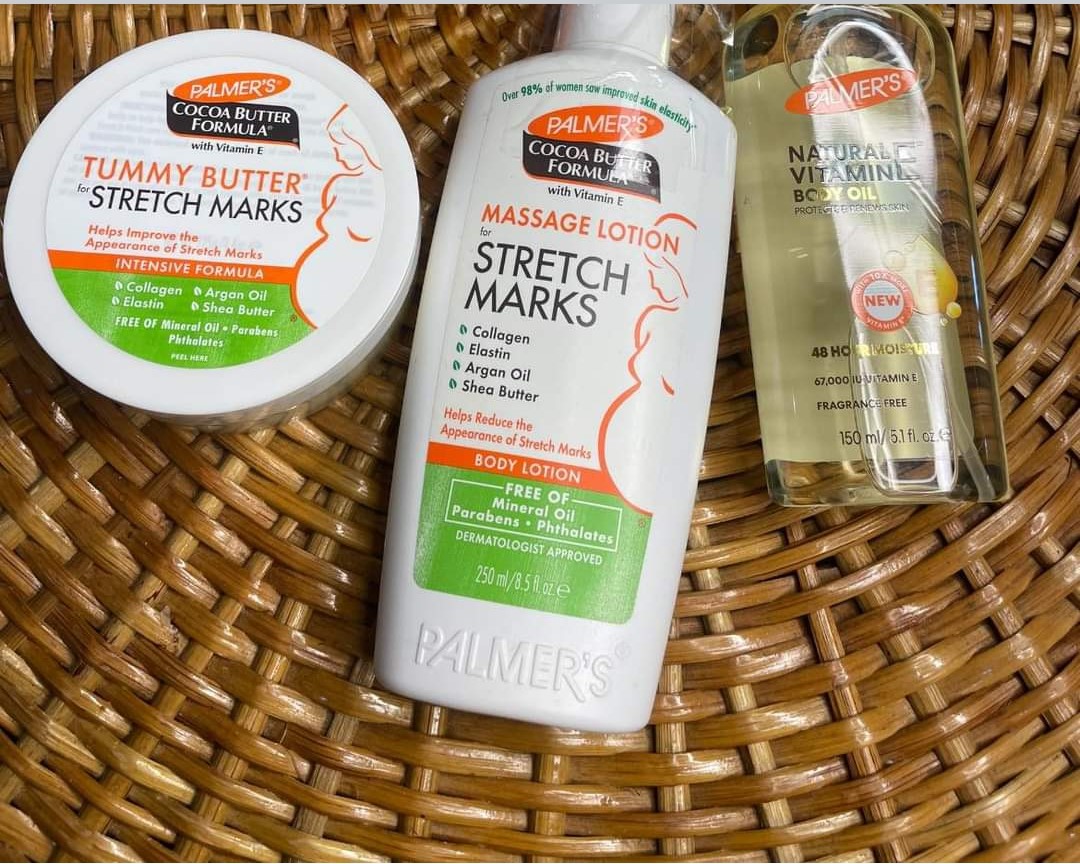 PALMER'S
COCOA BUTTER
FORMULA®
with Vitamin E
TUMMY BUTTER®
for
STRETCH MARKS
Helps Improve the
Appearance of Stretch Marks
INTENSIVE FORMULA
Collagen Argan Oil
Elastin Shea Butter
FREE OF Mineral Oil • Parabens
Phthalates
PEEL HERE
Over 98% of women saw improved skin elasticity*
PALMER'S®
COCOA BUTTER
FORMULA®
with Vitamin E
MASSAGE LOTION
for
STRETCH
MARKS
Collagen
Elastin
Argan Oil
Shea Butter
Helps Reduce the
Appearance of Stretch Marks
BODY LOTION
FREE OF
Mineral Oil
Parabens • Phthalates
DERMATOLOGIST APPROVED
250 ml/8.5 fl. oz. e
PALMER'S®
PALMER'S
NATURAL
VITAMIN E
BODY OIL
PROTECTS & RENEWS SKIN
NEW
VITAMIN E
48 HOUR MOISTURE
67,000 IU VITAMIN E
FRAGRANCE FREE
150 ml/ 5.1 fl. oz. e